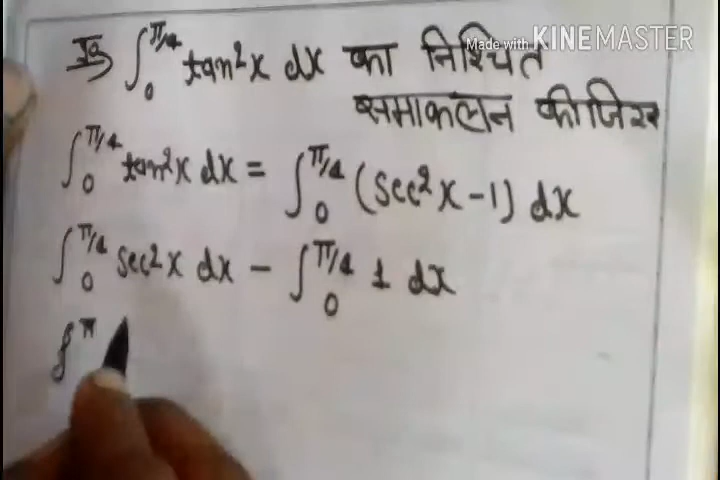 Made with KINEMASTER
प्र० ∫₀^π/4 tan²x dx का निश्चित
समाकलन कीजिए
∫₀^π/4 tan²x dx = ∫₀^π/4 (sec²x -1) dx
∫₀^π/4 sec²x dx - ∫₀^π/4 1 dx
∫^π